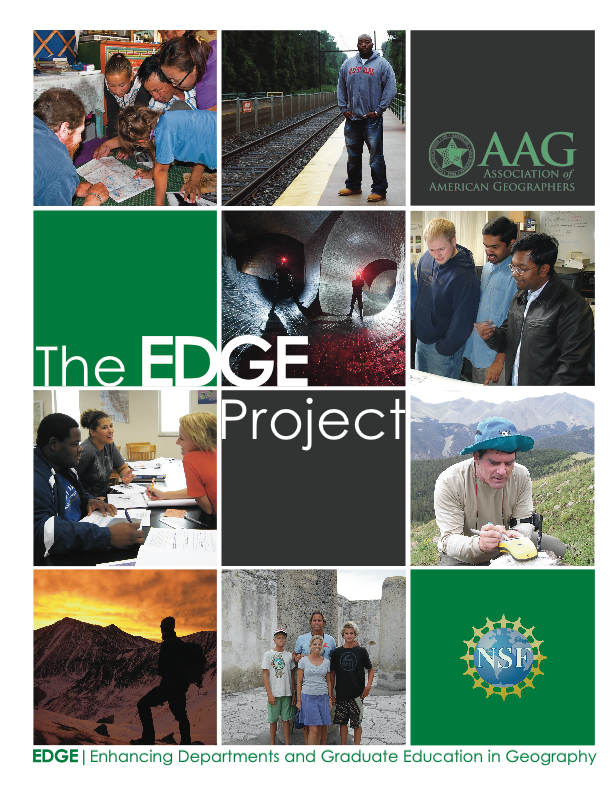 AAG
ASSOCIATION of
AMERICAN GEOGRAPHERS
The EDGE
Project
NSF
EDGE | Enhancing Departments and Graduate Education in Geography